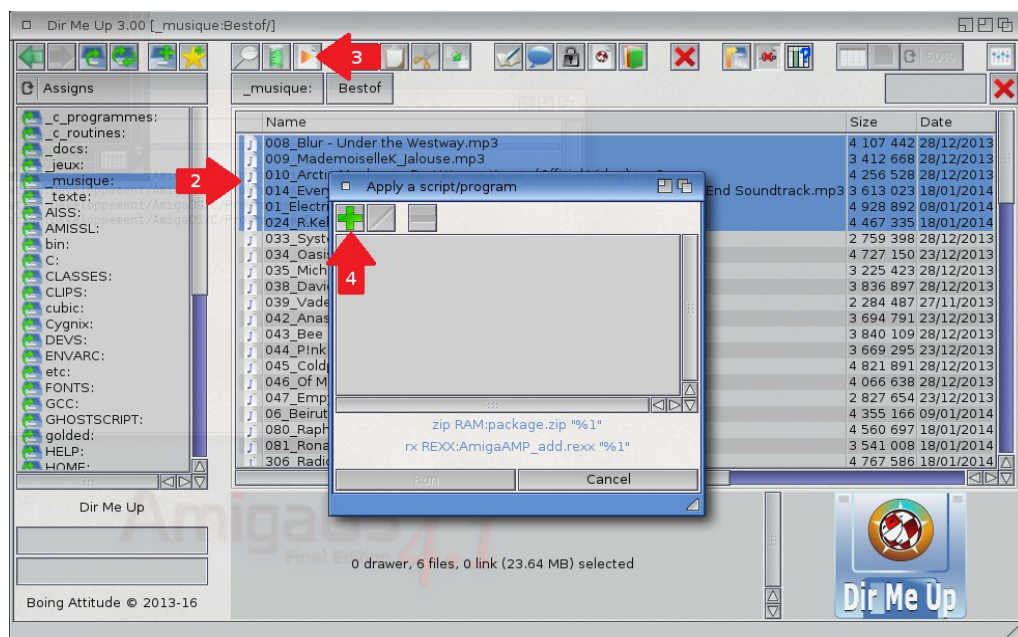 Dir Me Up 3.00 [_musique:Bestof/]
3
50%
Assigns
_musique:
Bestof
_c_programmes:
_c_routines:
_docs:
_jeux:
_musique:
_texte:
AISS:
AMISSL:
bin:
C:
CLASSES:
CLIPS:
cubic:
Cygnix:
DEVS:
ENVARC:
etc:
FONTS:
GCC:
GHOSTSCRIPT:
golded:
HELP:
HOME:
2
Name Size Date
008_Blur - Under the Westway.mp3 4 107 442 28/12/2013
009_MademoiselleK_Jalouse.mp3 3 412 668 28/12/2013
010_Arcti 4 256 528 28/12/2013
014_Ever End Soundtrack.mp3 3 613 023 18/01/2014
01_Electri 4 928 892 08/01/2014
024_R.Kel 4 467 335 18/01/2014
033_Syst 2 759 398 28/12/2013
034_Oasi 4 727 150 23/12/2013
035_Mich 3 225 423 28/12/2013
038_Davi 3 836 897 28/12/2013
039_Vade 2 284 487 27/11/2013
042_Anas 3 694 791 23/12/2013
043_Bee 3 840 109 28/12/2013
044_P!nk 3 669 295 23/12/2013
045_Coldp 4 821 891 28/12/2013
046_Of M 4 066 638 28/12/2013
047_Emp 2 827 654 23/12/2013
06_Beirut 4 355 166 09/01/2014
080_Raph 4 560 697 18/01/2014
081_Rona 3 541 008 18/01/2014
306 Radi 4 767 586 18/01/2014
Apply a script/program
4
zip RAM:package.zip "%1"
rx REXX:AmigaAMP_add.rexx "%1"
Run
Cancel
Dir Me Up
Boing Attitude © 2013-16
AmigaOS 4.1
Final Edition
0 drawer, 6 files, 0 link (23.64 MB) selected
Dir Me Up